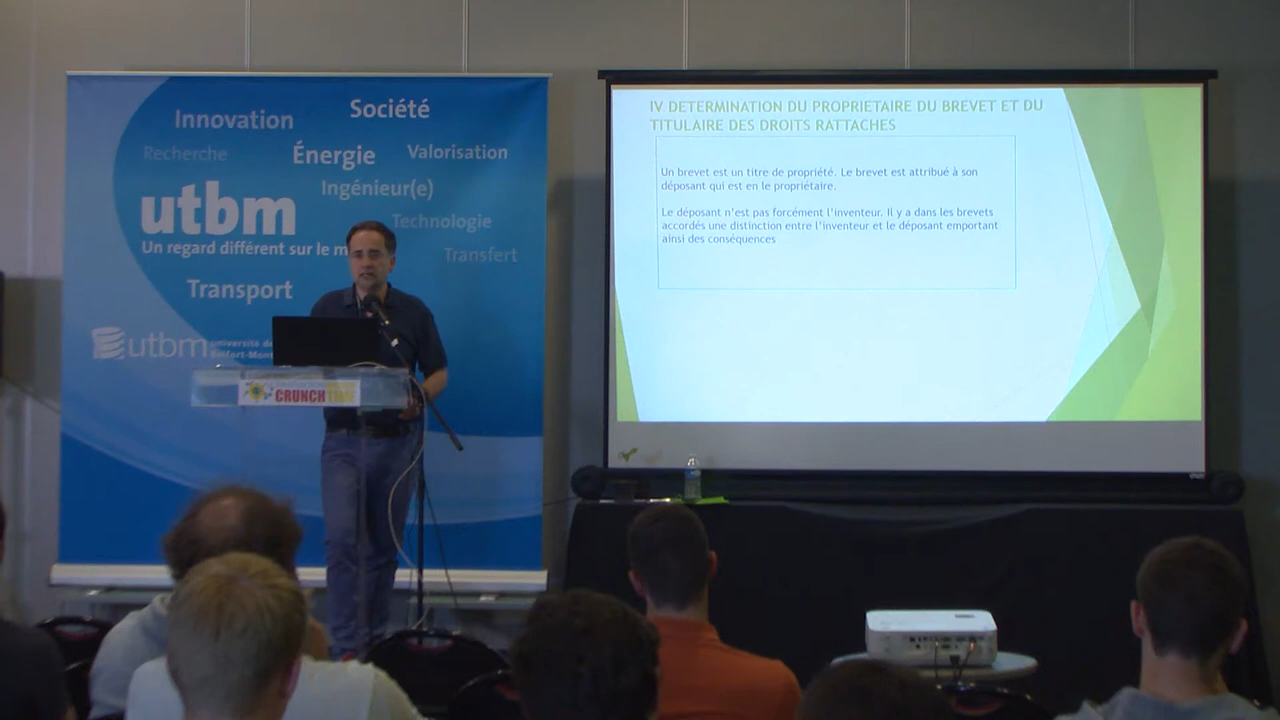 Innovation
Société
Recherche
Énergie
Valorisation
Ingénieur(e)
utbm
Technologie
Un regard différent sur le m
Transfert
Transport
utbm université de
CRUNCH TIME
IV DETERMINATION DU PROPRIETAIRE DU BREVET ET DU
TITULAIRE DES DROITS RATTACHES
Un brevet est un titre de propriété. Le brevet est attribué à son
déposant qui est en le propriétaire.
Le déposant n'est pas forcément l'inventeur. Il y a dans les brevets
accordés une distinction entre l'inventeur et le déposant emportant
ainsi des conséquences